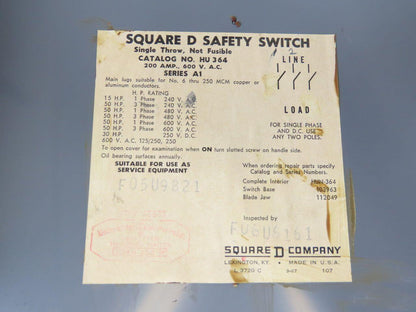 SQUARE D SAFETY SWITCH
Single Throw, Not Fusible
CATALOG NO. HU 364
200 AMP., 600 V. A.C.
SERIES A1
LINE
LOAD
FOR SINGLE PHASE
AND D.C. USE
ANY TWO POLES.
Main lugs suitable for No. 6 thru 250 MCM copper or
aluminum conductors.
H. P. RATING
15 H.P. 1 Phase 240 V. A.C.
50 H.P. 3 Phase 240 V. A.C.
50 H.P. 1 Phase 480 V. A.C.
50 H.P. 3 Phase 480 V. A.C.
50 H.P. 1 Phase 600 V. A.C.
50 H.P. 3 Phase 600 V. A.C.
30 H.P. 250 V. D.C.
600 V. A.C. 125/250, 250
To open cover for examination when ON turn slotted screw on handle side.
Oil bearing surfaces annually.
SUITABLE FOR USE AS
SERVICE EQUIPMENT
When ordering repair parts specify
Catalog and Serial Numbers.
Complete Interior 364
Switch Base
Blade Jaw 112049
Inspected by
SQUARE D COMPANY
LEXINGTON, KY. MADE IN U.S.A.